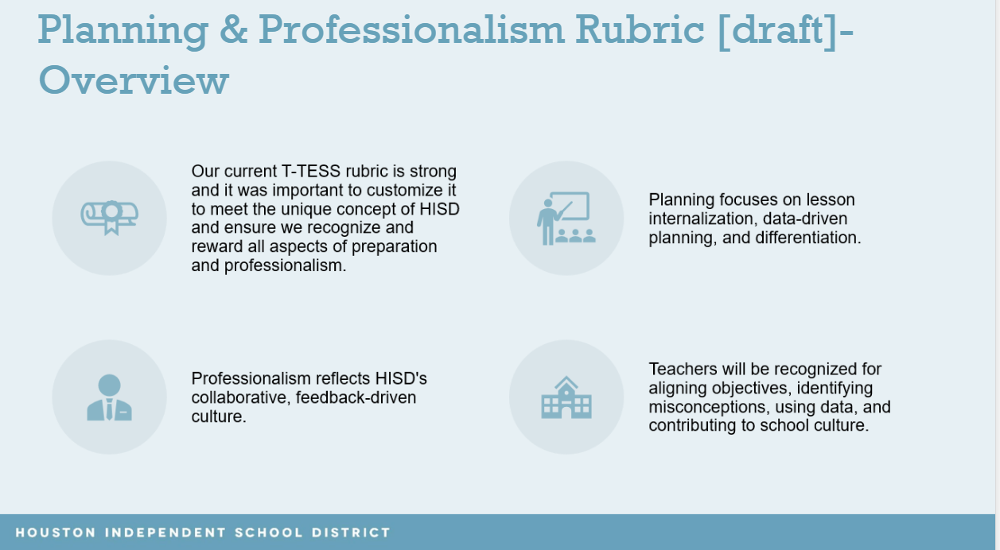 Planning & Professionalism Rubric [draft]-
Overview
Our current T-TESS rubric is strong
and it was important to customize it
to meet the unique concept of HISD
and ensure we recognize and
reward all aspects of preparation
and professionalism.
Planning focuses on lesson
internalization, data-driven
planning, and differentiation.
Professionalism reflects HISD's
collaborative, feedback-driven
culture.
Teachers will be recognized for
aligning objectives, identifying
misconceptions, using data, and
contributing to school culture.
HOUSTON INDEPENDENT SCHOOL DISTRICT